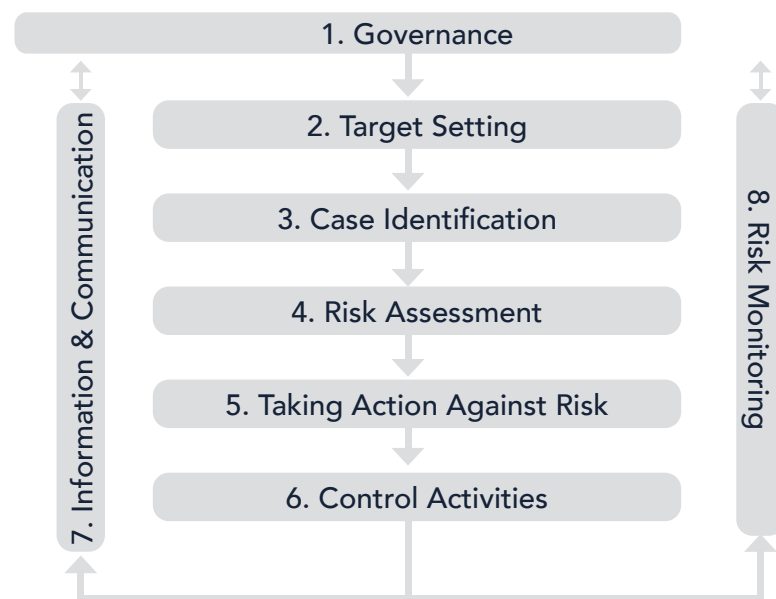 1. Governance
2. Target Setting
3. Case Identification
4. Risk Assessment
5. Taking Action Against Risk
6. Control Activities
7. Information & Communication
8. Risk Monitoring